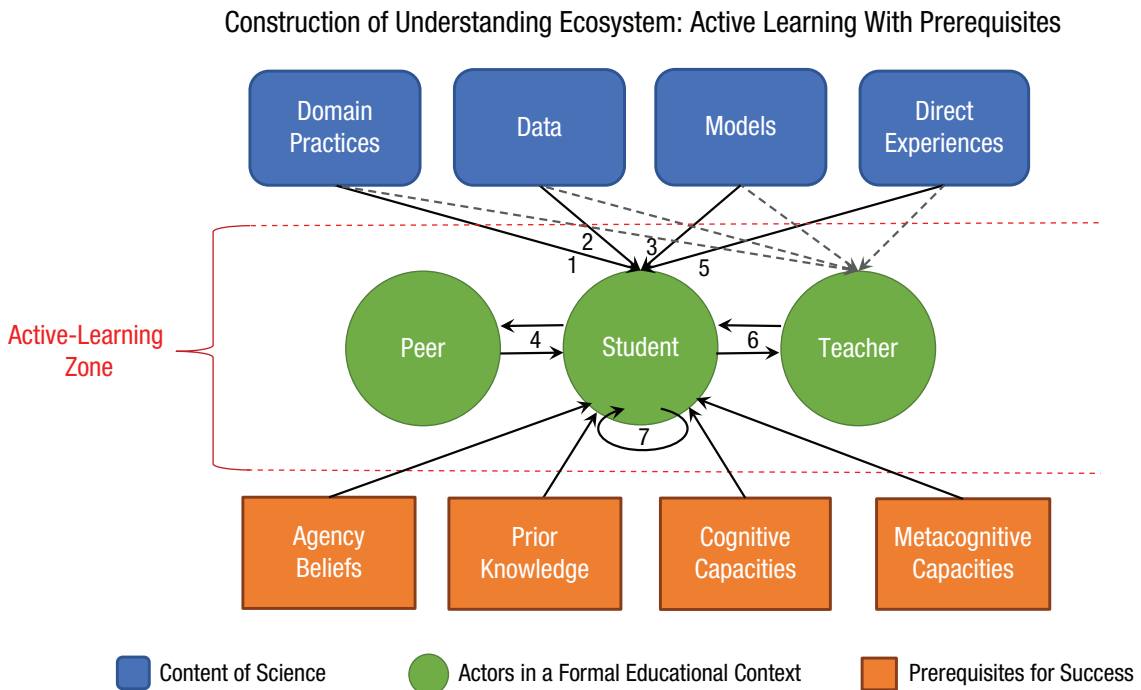 Construction of Understanding Ecosystem: Active Learning With Prerequisites
Domain
Practices
Data
Models
Direct
Experiences
2
3
1
5
Active-Learning
Zone
Peer
4
Student
6
Teacher
7
Agency
Beliefs
Prior
Knowledge
Cognitive
Capacities
Metacognitive
Capacities
Content of Science
Actors in a Formal Educational Context
Prerequisites for Success